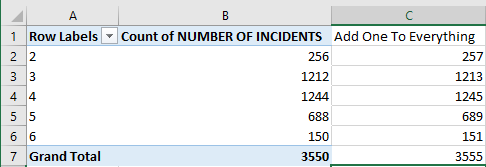 A B C
1 Row Labels Count of NUMBER OF INCIDENTS Add One To Everything
2 2 256 257
3 3 1212 1213
4 4 1244 1245
5 5 688 689
6 6 150 151
7 Grand Total 3550 3555